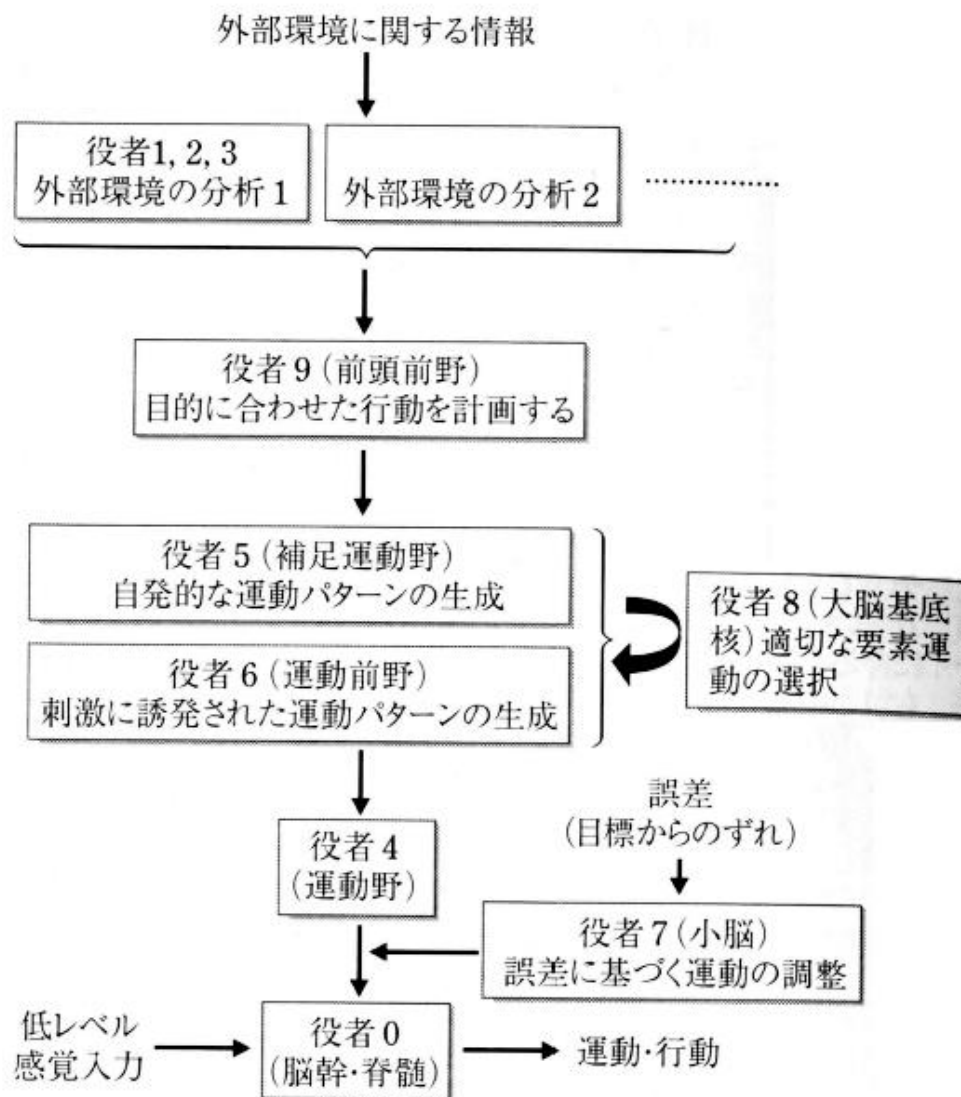 外部環境に関する情報
役者1, 2, 3
外部環境の分析1
外部環境の分析2
役者9(前頭前野)
目的に合わせた行動を計画する
役者5(補足運動野)
自発的な運動パターンの生成
役者6(運動前野)
刺激に誘発された運動パターンの生成
役者8(大脳基底
核)適切な要素運
動の選択
役者4
(運動野)
誤差
(目標からのずれ)
役者7(小脳)
誤差に基づく運動の調整
低レベル
感覚入力
役者0
(脳幹・脊髄)
運動・行動